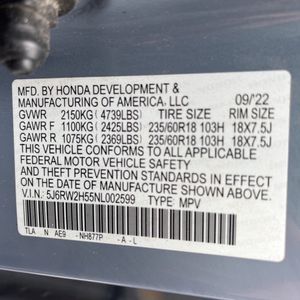 MFD. BY HONDA DEVELOPMENT &
MANUFACTURING OF AMERICA, LLC 09/22
GVWR 2150KG (4739LBS) TIRE SIZE RIM SIZE
GAWR F 1100KG (2425LBS) 235/60R18 103H 18X7.5J
GAWR R 1075KG (2369LBS) 235/60R18 103H 18X7.5J
THIS VEHICLE CONFORMS TO ALL APPLICABLE
FEDERAL MOTOR VEHICLE SAFETY, BUMPER,
AND THEFT PREVENTION STANDARDS IN EFFECT
ON THE DATE OF MANUFACTURE SHOWN ABOVE.
V.I.N.: 5J6RW2H55NL002599 TYPE: MPV
TLA N AE9 - NH877P - A - L